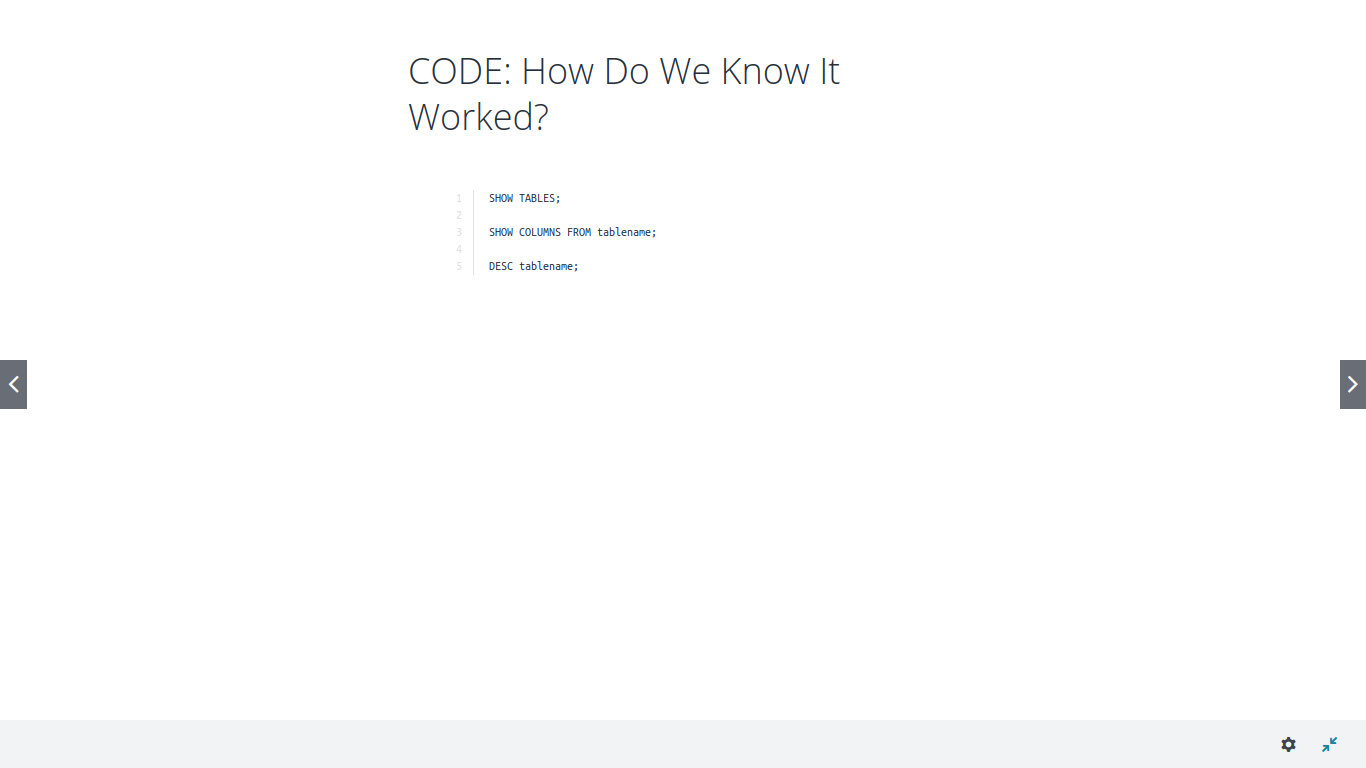 CODE: How Do We Know It
Worked?
1 SHOW TABLES;
2
3 SHOW COLUMNS FROM tablename;
4
5 DESC tablename;